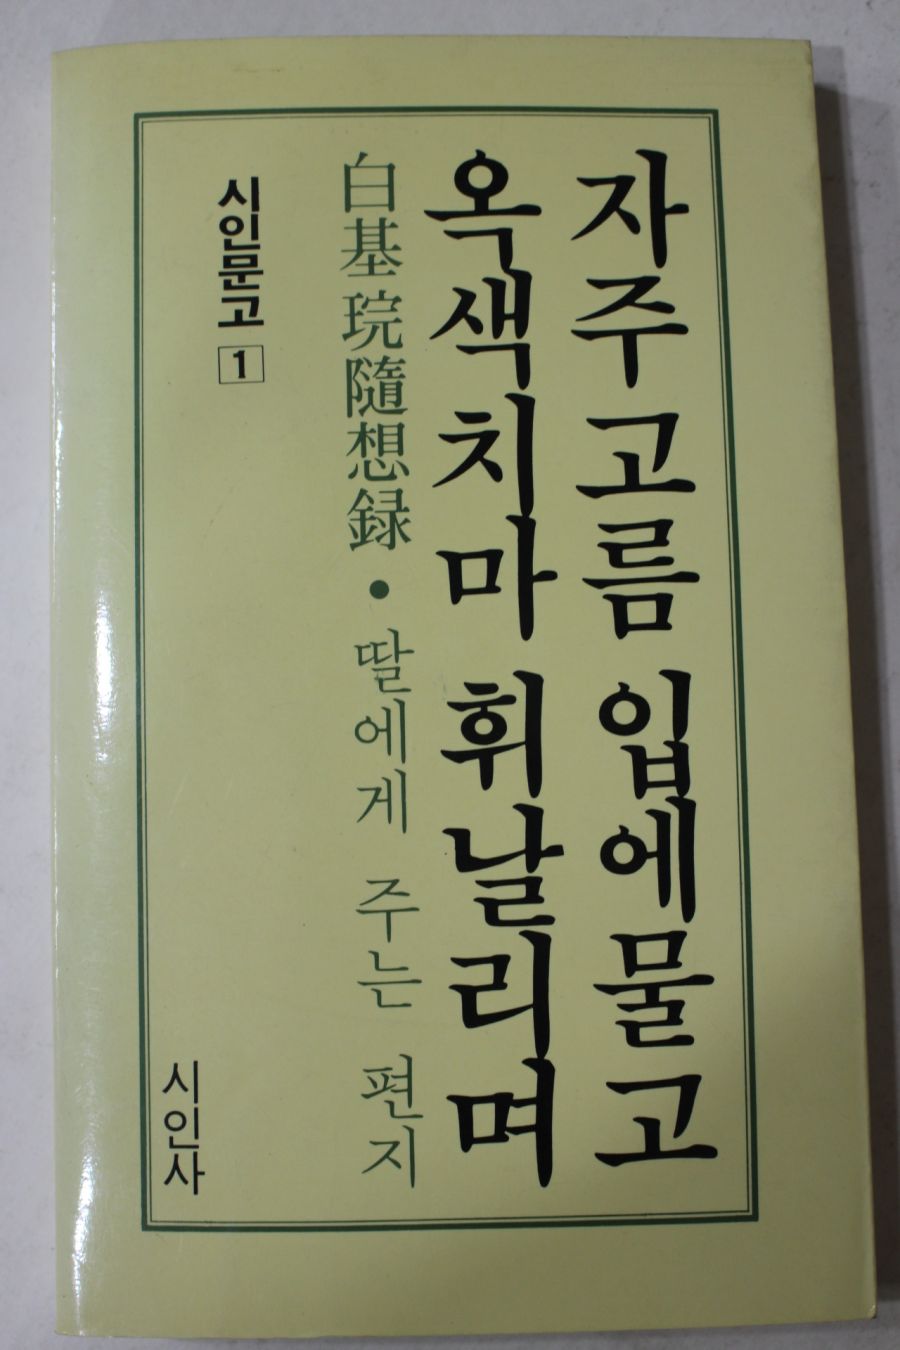 자주고름 입에물고
옥색치마 휘날리며
白基琓隨想録 • 딸에게 주는 편지
시인문고 1
시인사